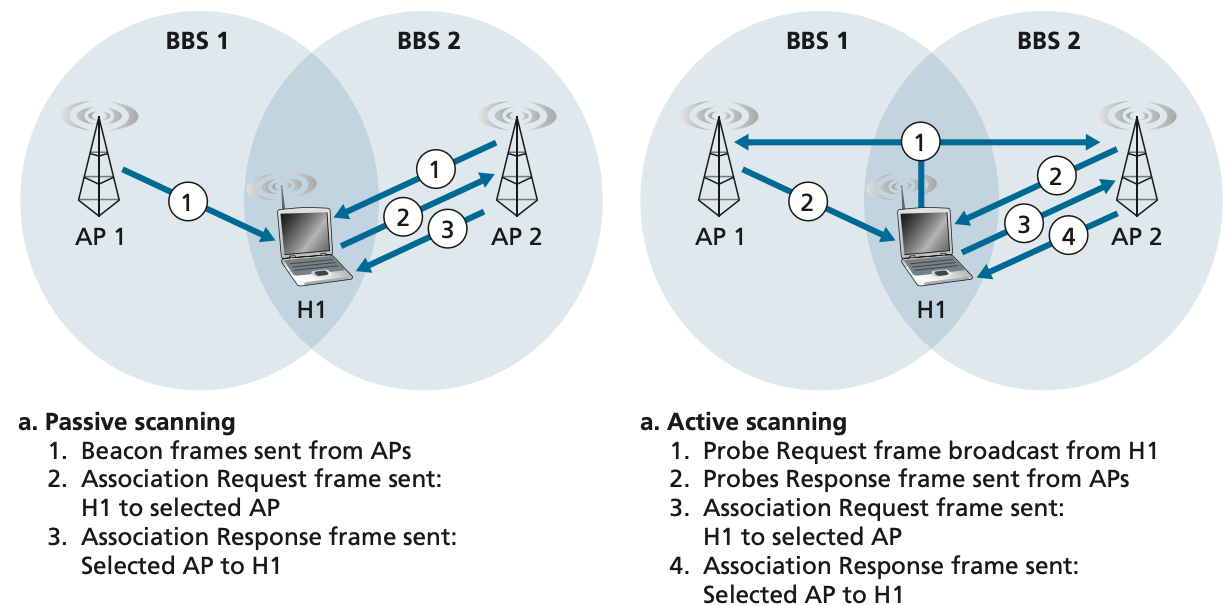 BBS 1
BBS 2
1
1
2
3
AP 1
AP 2
H1
a. Passive scanning
1. Beacon frames sent from APs
2. Association Request frame sent:
H1 to selected AP
3. Association Response frame sent:
Selected AP to H1
BBS 1
BBS 2
1
2
2
3
4
AP 1
AP 2
H1
a. Active scanning
1. Probe Request frame broadcast from H1
2. Probes Response frame sent from APs
3. Association Request frame sent:
H1 to selected AP
4. Association Response frame sent:
Selected AP to H1